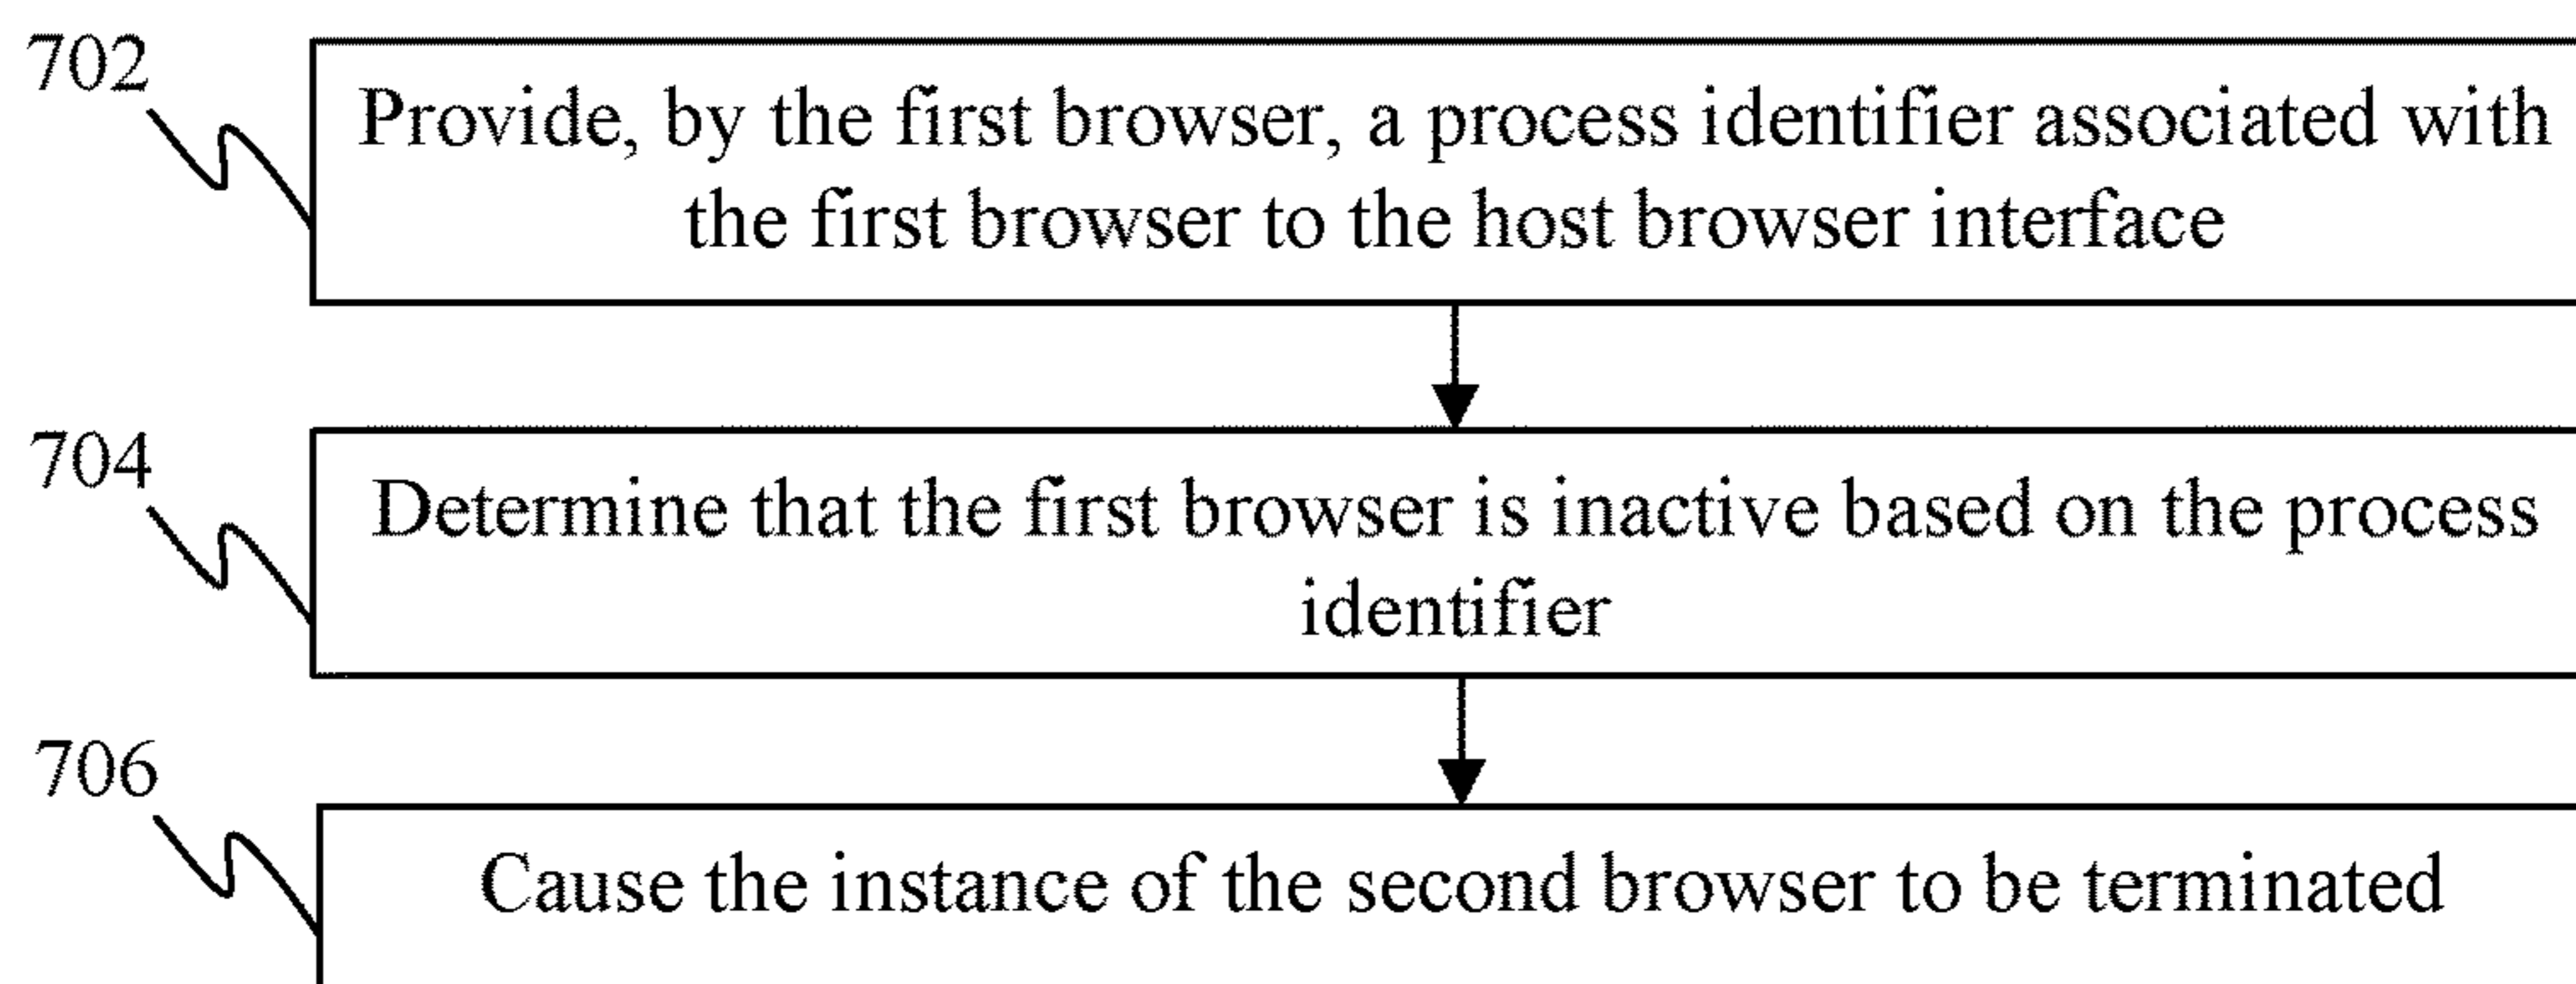 702
Provide, by the first browser, a process identifier associated with
the first browser to the host browser interface
704
Determine that the first browser is inactive based on the process
identifier
706
Cause the instance of the second browser to be terminated